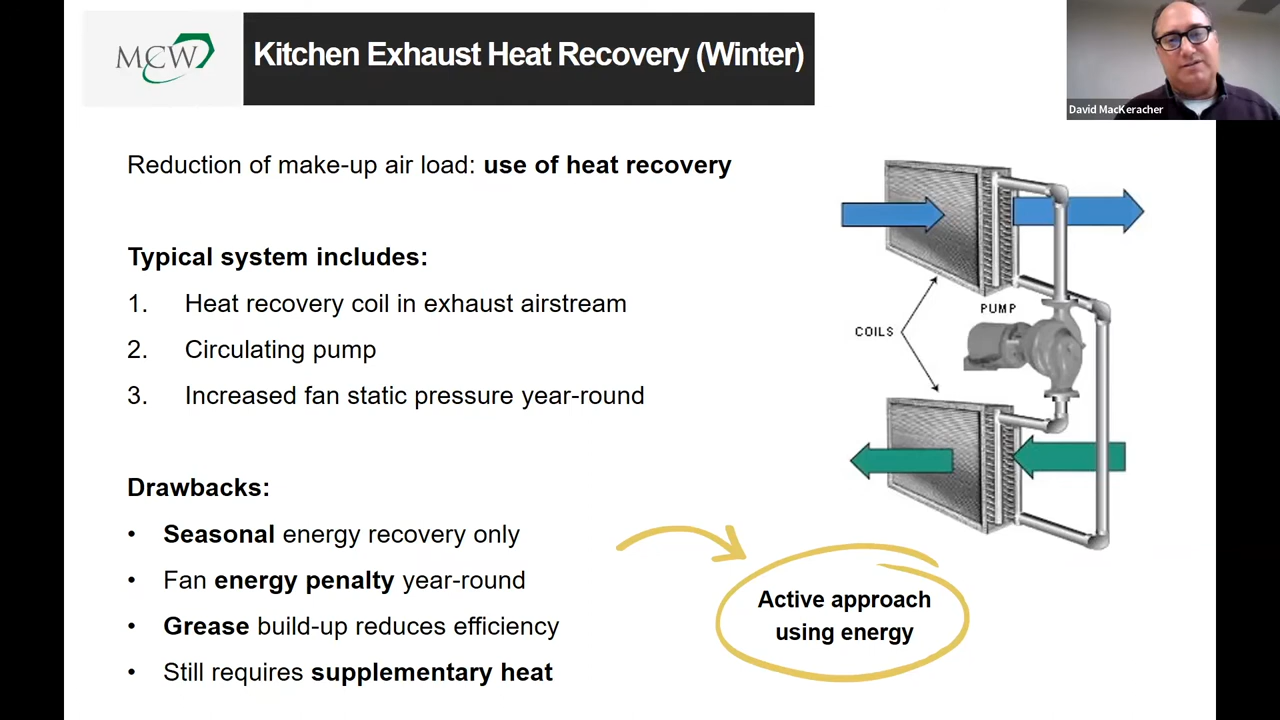 MCW
Kitchen Exhaust Heat Recovery (Winter)
David MacKeracher
Reduction of make-up air load: use of heat recovery
Typical system includes:
1. Heat recovery coil in exhaust airstream
2. Circulating pump
3. Increased fan static pressure year-round
COILS
PUMP
Drawbacks:
• Seasonal energy recovery only
• Fan energy penalty year-round
• Grease build-up reduces efficiency
• Still requires supplementary heat
Active approach
using energy